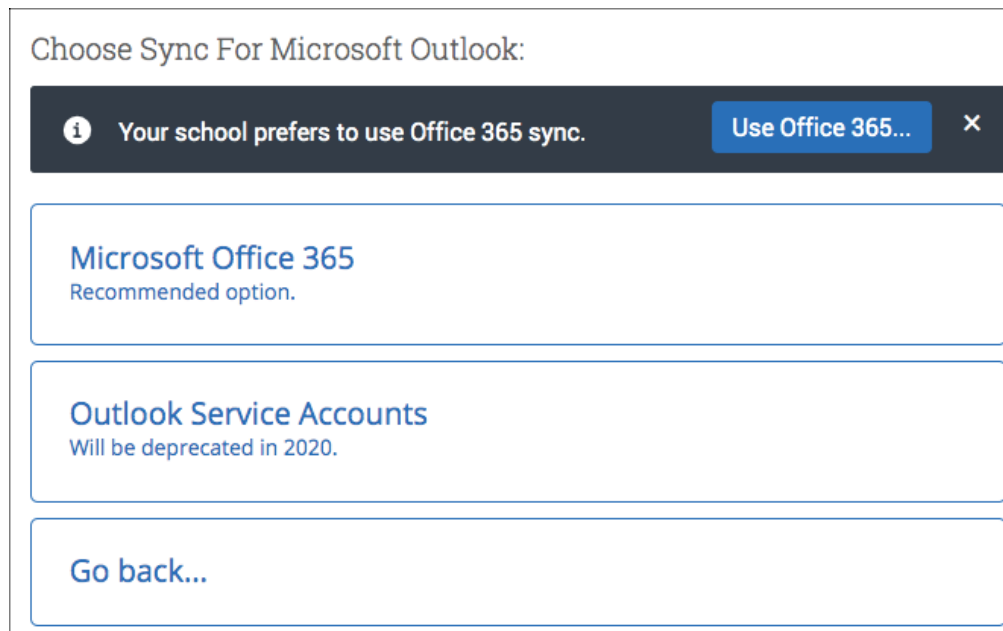 Choose Sync For Microsoft Outlook:
Your school prefers to use Office 365 sync.
Use Office 365...
Microsoft Office 365
Recommended option.
Outlook Service Accounts
Will be deprecated in 2020.
Go back...